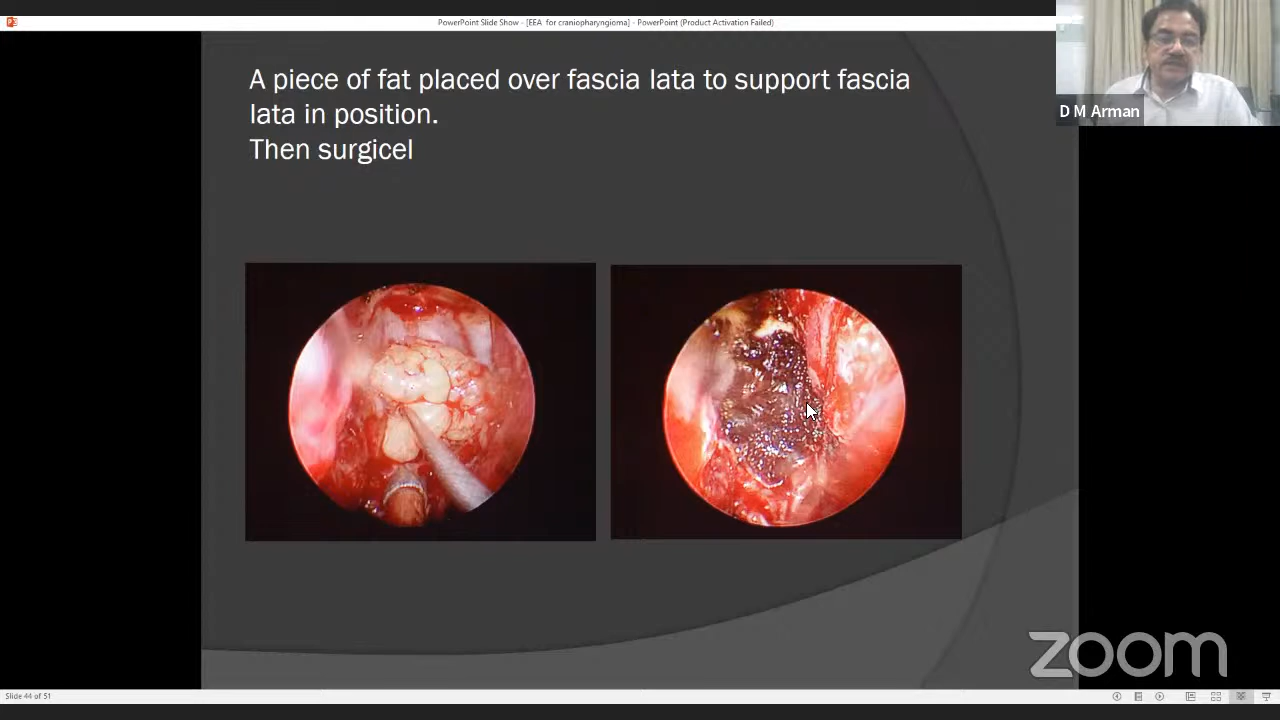 PowerPoint Slide Show - [EEA for craniopharyngioma] - PowerPoint (Product Activation Failed)
A piece of fat placed over fascia lata to support fascia
lata in position.
Then surgicel
D M Arman
zoom
Slide 44 of 51